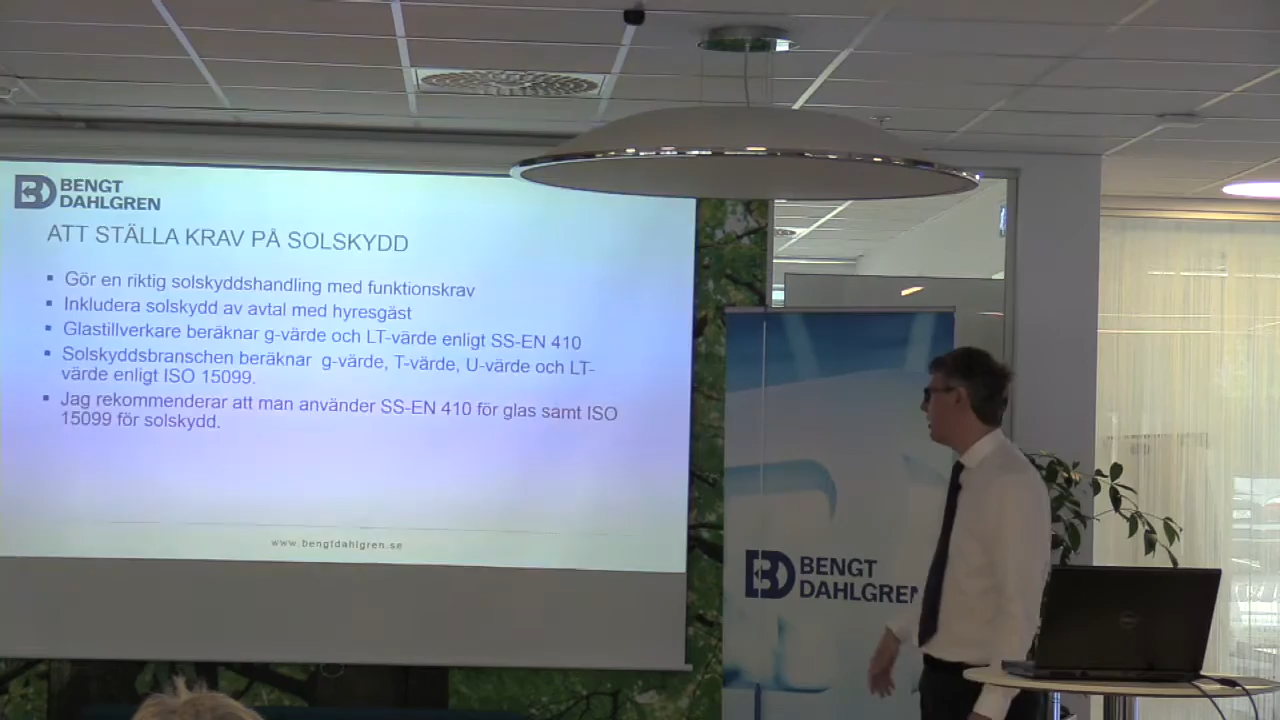 BENGT
DAHLGREN
ATT STÄLLA KRAV PÅ SOLSKYDD
▪ Gör en riktig solskyddshandling med funktionskrav
▪ Inkludera solskydd av avtal med hyresgäst
▪ Glastillverkare beräknar g-värde och LT-värde enligt SS-EN 410
▪ Solskyddsbranschen beräknar g-värde, T-värde, U-värde och LT-
värde enligt ISO 15099.
▪ Jag rekommenderar att man använder SS-EN 410 för glas samt ISO
15099 för solskydd.
www.bengtdahlgren.se
BENGT
DAHLGREN